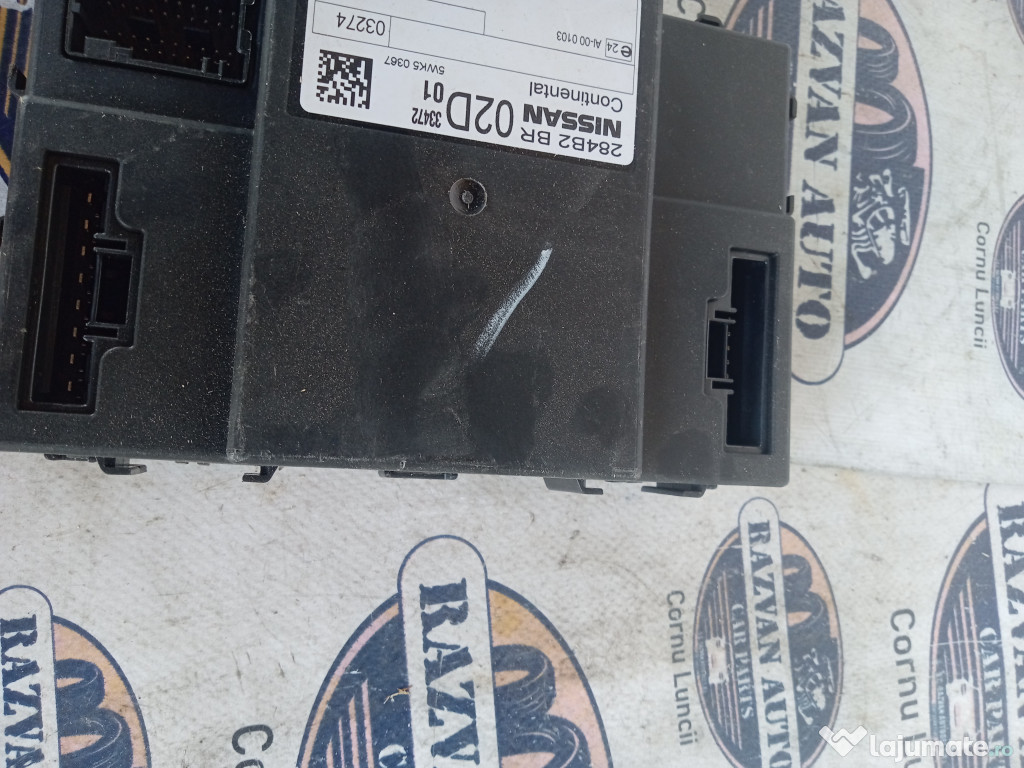 284B2 BR
NISSAN 02D 01
33472
Continental
5WK5 0367
03274
e24 AI-00 0103
RAZVAN AUTO
Cornu Luncii
RAZVAN AUTO
CAR PARTS
Cornu Luncii
RAZVAN AUTO
Cornu Luncii
CAR PARTS
Cornu Luncii
RAZVAN
RAZVA
lajumate.ro